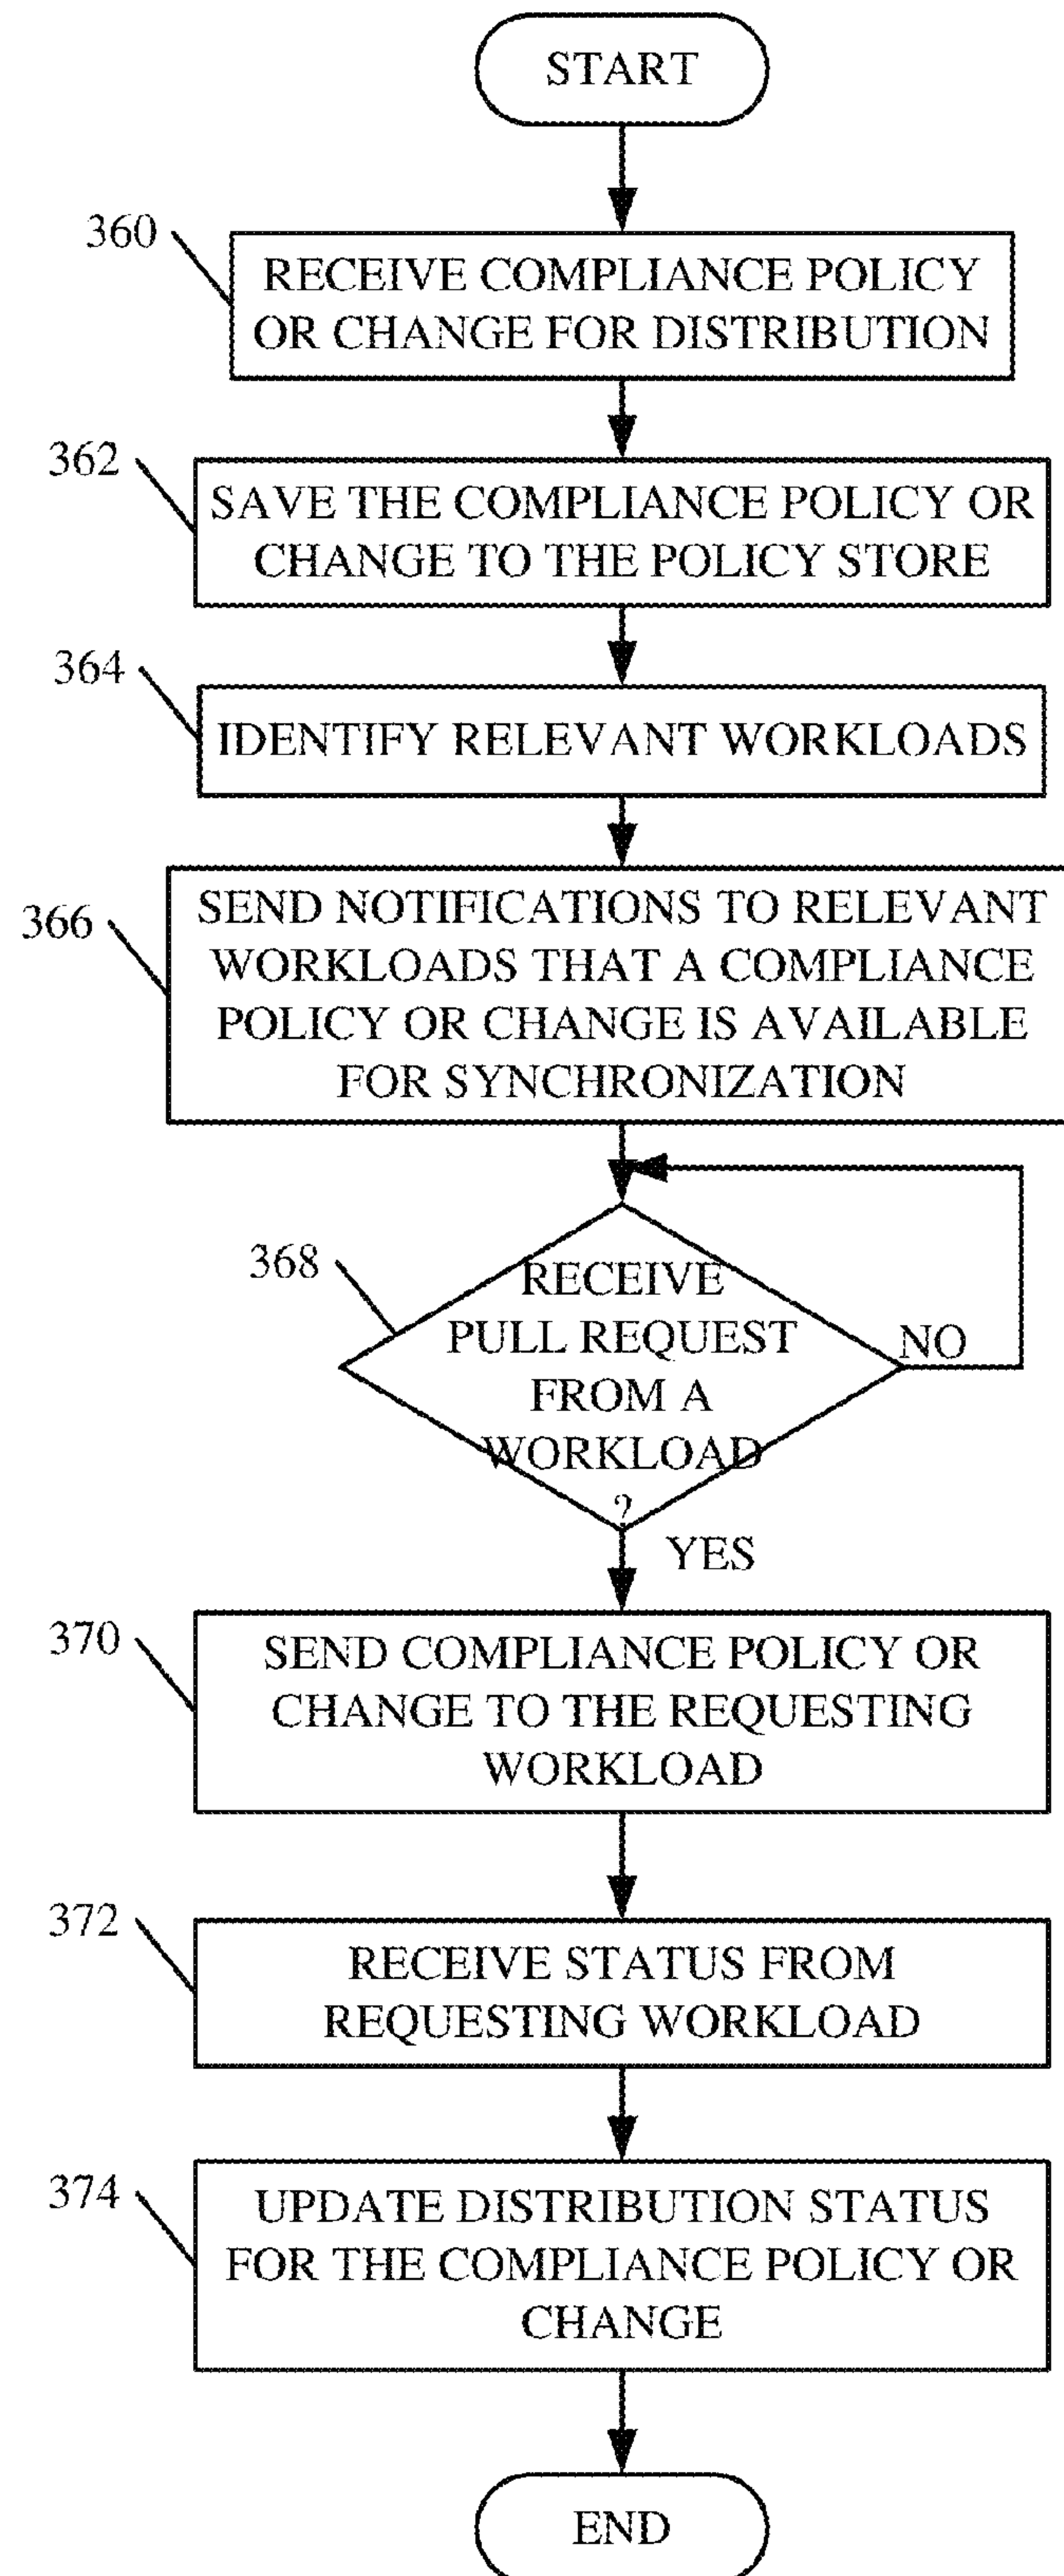 START
360
RECEIVE COMPLIANCE POLICY
OR CHANGE FOR DISTRIBUTION
362
SAVE THE COMPLIANCE POLICY OR
CHANGE TO THE POLICY STORE
364
IDENTIFY RELEVANT WORKLOADS
366
SEND NOTIFICATIONS TO RELEVANT
WORKLOADS THAT A COMPLIANCE
POLICY OR CHANGE IS AVAILABLE
FOR SYNCHRONIZATION
368
RECEIVE
PULL REQUEST
FROM A
WORKLOAD
?
NO
YES
370
SEND COMPLIANCE POLICY OR
CHANGE TO THE REQUESTING
WORKLOAD
372
RECEIVE STATUS FROM
REQUESTING WORKLOAD
374
UPDATE DISTRIBUTION STATUS
FOR THE COMPLIANCE POLICY OR
CHANGE
END